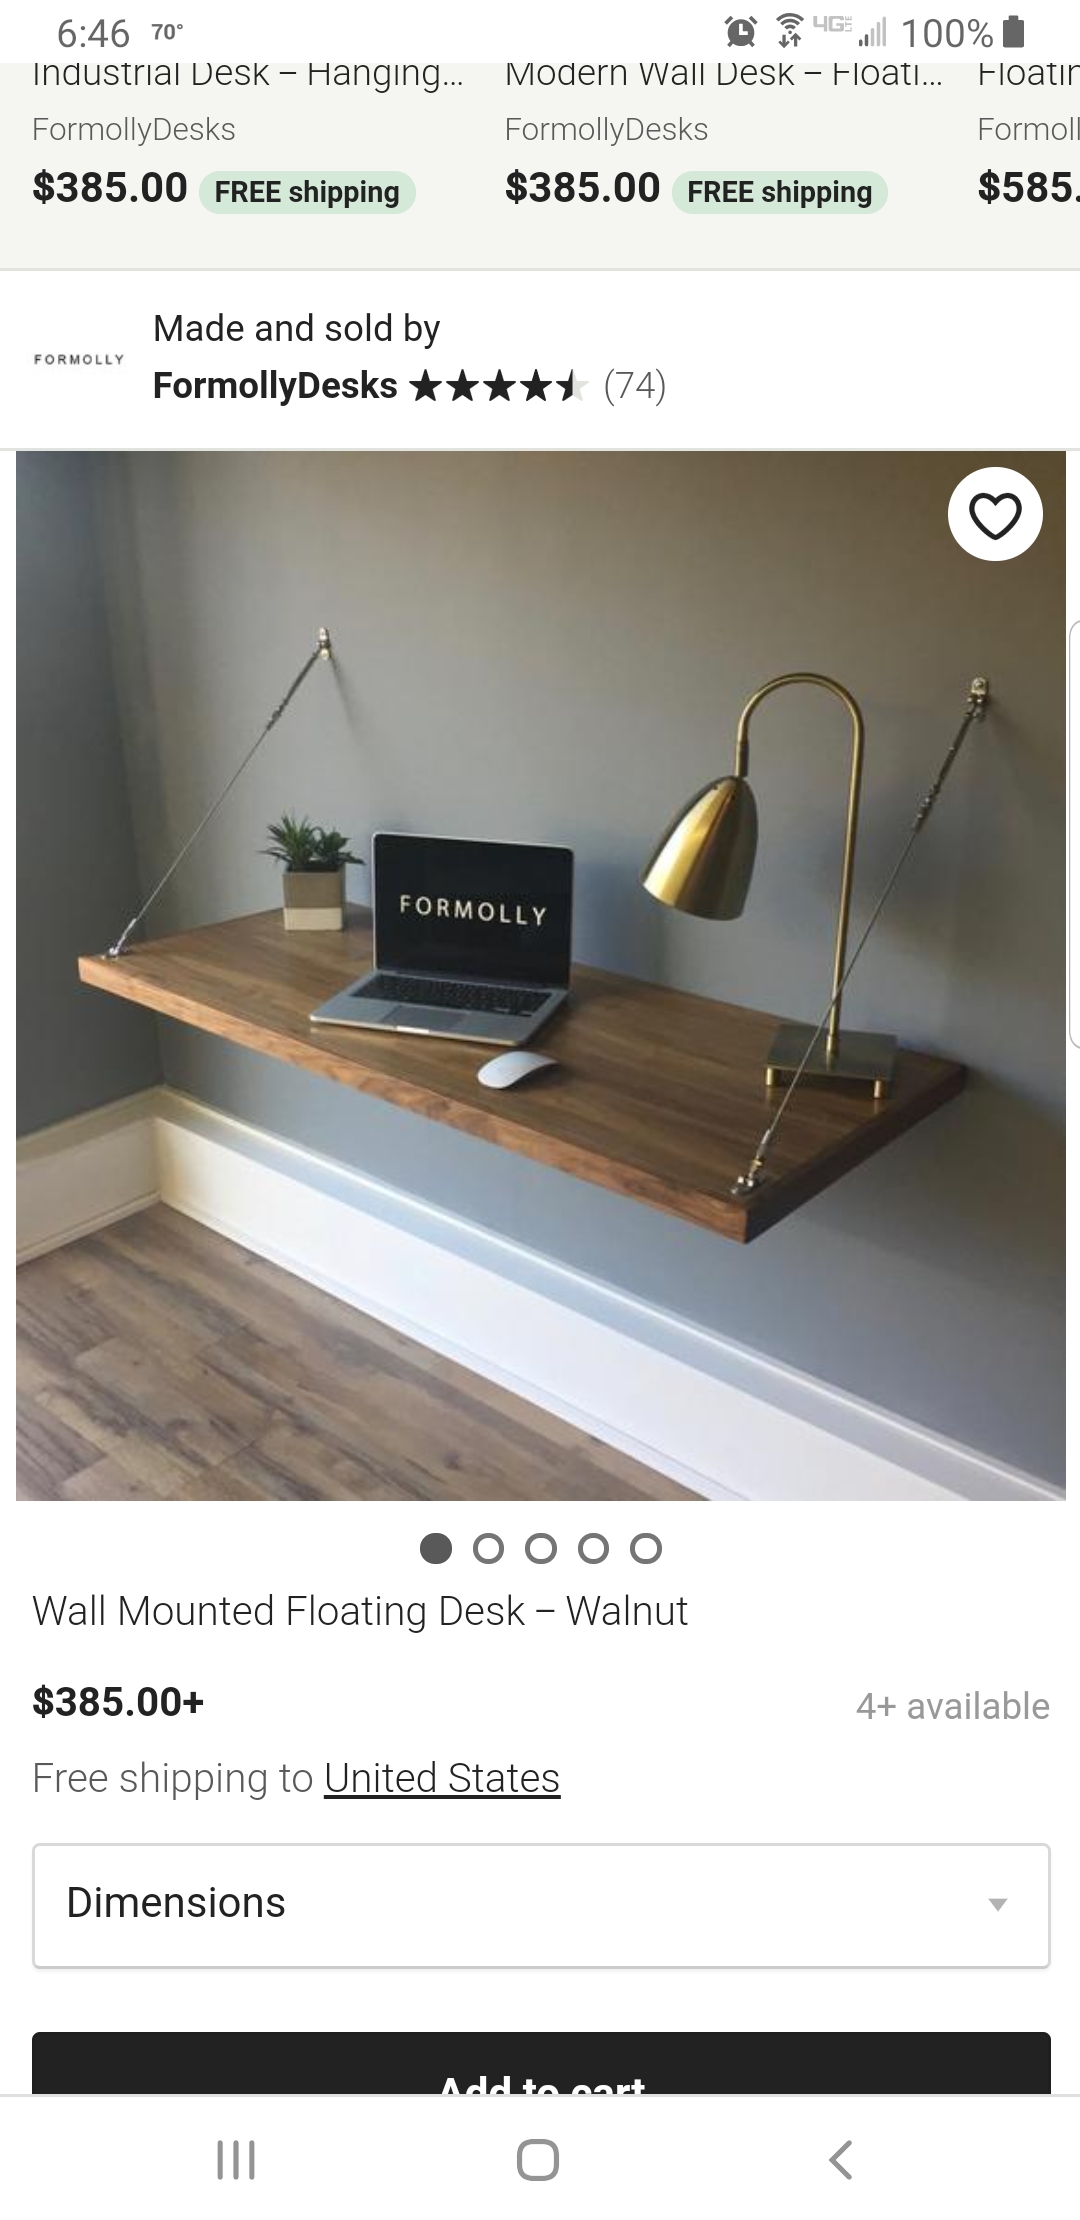 6:46 70° 4G LTE 100%
Industrial Desk – Hanging... Modern Wall Desk – Floati...
FormollyDesks FormollyDesks
$385.00 FREE shipping $385.00 FREE shipping $585.
Made and sold by
FORMOLLY
FormollyDesks (74)
FORMOLLY
Wall Mounted Floating Desk – Walnut
$385.00+ 4+ available
Free shipping to United States
Dimensions
Add to cart